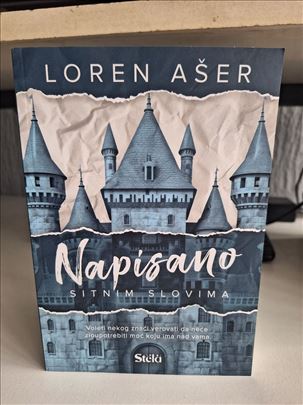 LOREN AŠER
Napisano
SITNIM SLOVIMA
Voleti nekog znači verovati da neće
zloupotrebiti moć koju ima nad vama.
Stela